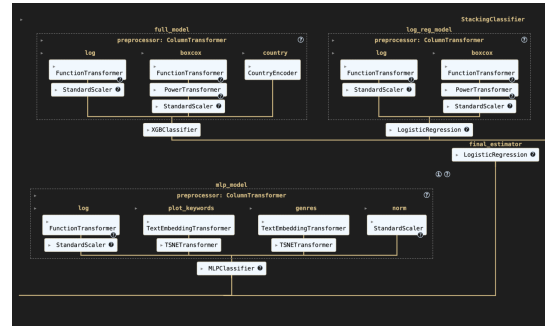 StackingClassifier
full_model
preprocessor: ColumnTransformer ?
log boxcox country
FunctionTransformer ? FunctionTransformer ? CountryEncoder
StandardScaler ? PowerTransformer ?
StandardScaler ?
XGBClassifier
log_reg_model
preprocessor: ColumnTransformer ?
log boxcox
FunctionTransformer ? FunctionTransformer ?
StandardScaler ? PowerTransformer ?
StandardScaler ?
LogisticRegression ?
final_estimator
LogisticRegression ?
i ?
mlp_model
preprocessor: ColumnTransformer ?
log plot_keywords genres norm
FunctionTransformer ? TextEmbeddingTransformer TextEmbeddingTransformer StandardScaler ?
StandardScaler ? TSNETransformer TSNETransformer
MLPClassifier ?